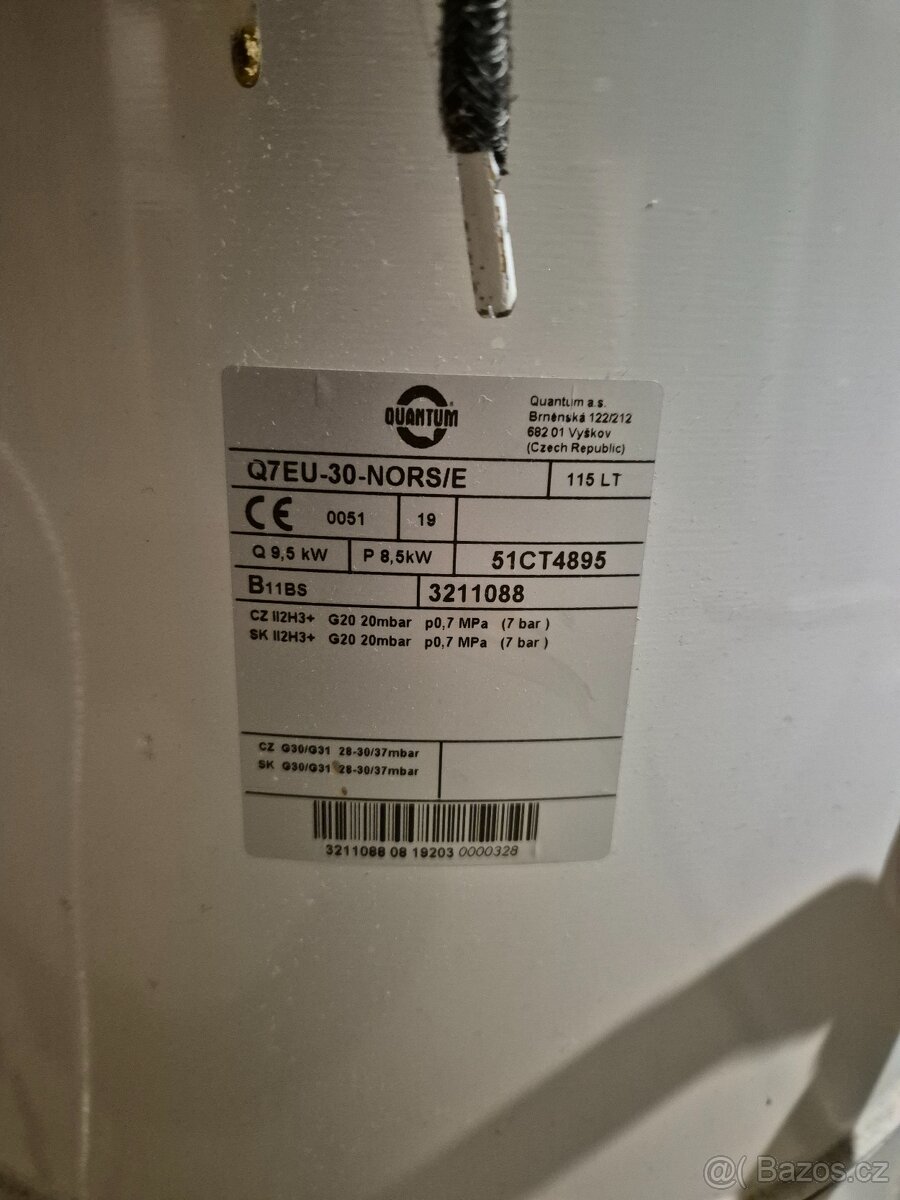 QUANTUM
Quantum a.s.
Brněnská 122/212
682 01 Vyškov
(Czech Republic)
Q7EU-30-NORS/E 115 LT
CE 0051 19
Q 9,5 kW P 8,5kW 51CT4895
B11BS 3211088
CZ II2H3+ G20 20mbar p0,7 MPa (7 bar )
SK II2H3+ G20 20mbar p0,7 MPa (7 bar )
CZ G30/G31 28-30/37mbar
SK G30/G31 28-30/37mbar
3211088 08 19203 0000328
@( Bazos.cz